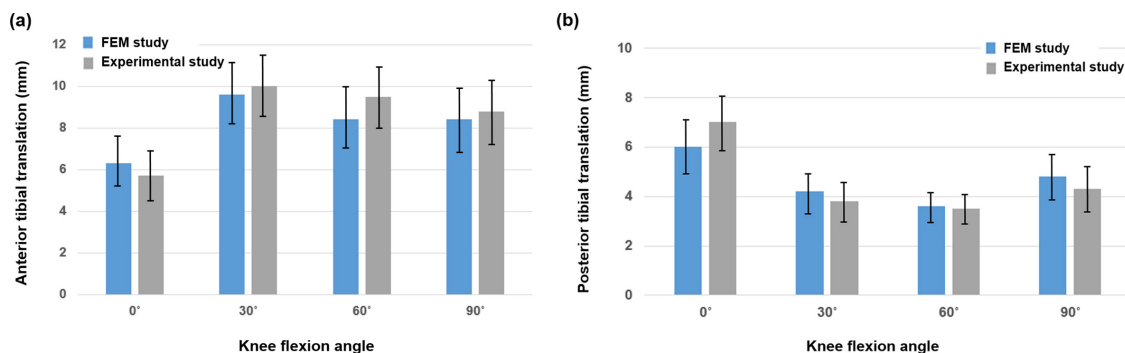 (a)
FEM study
Experimental study
Anterior tibial translation (mm)
12
10
8
6
4
2
0
0° 30° 60° 90°
Knee flexion angle
(b)
FEM study
Experimental study
Posterior tibial translation (mm)
10
8
6
4
2
0
0° 30° 60° 90°
Knee flexion angle